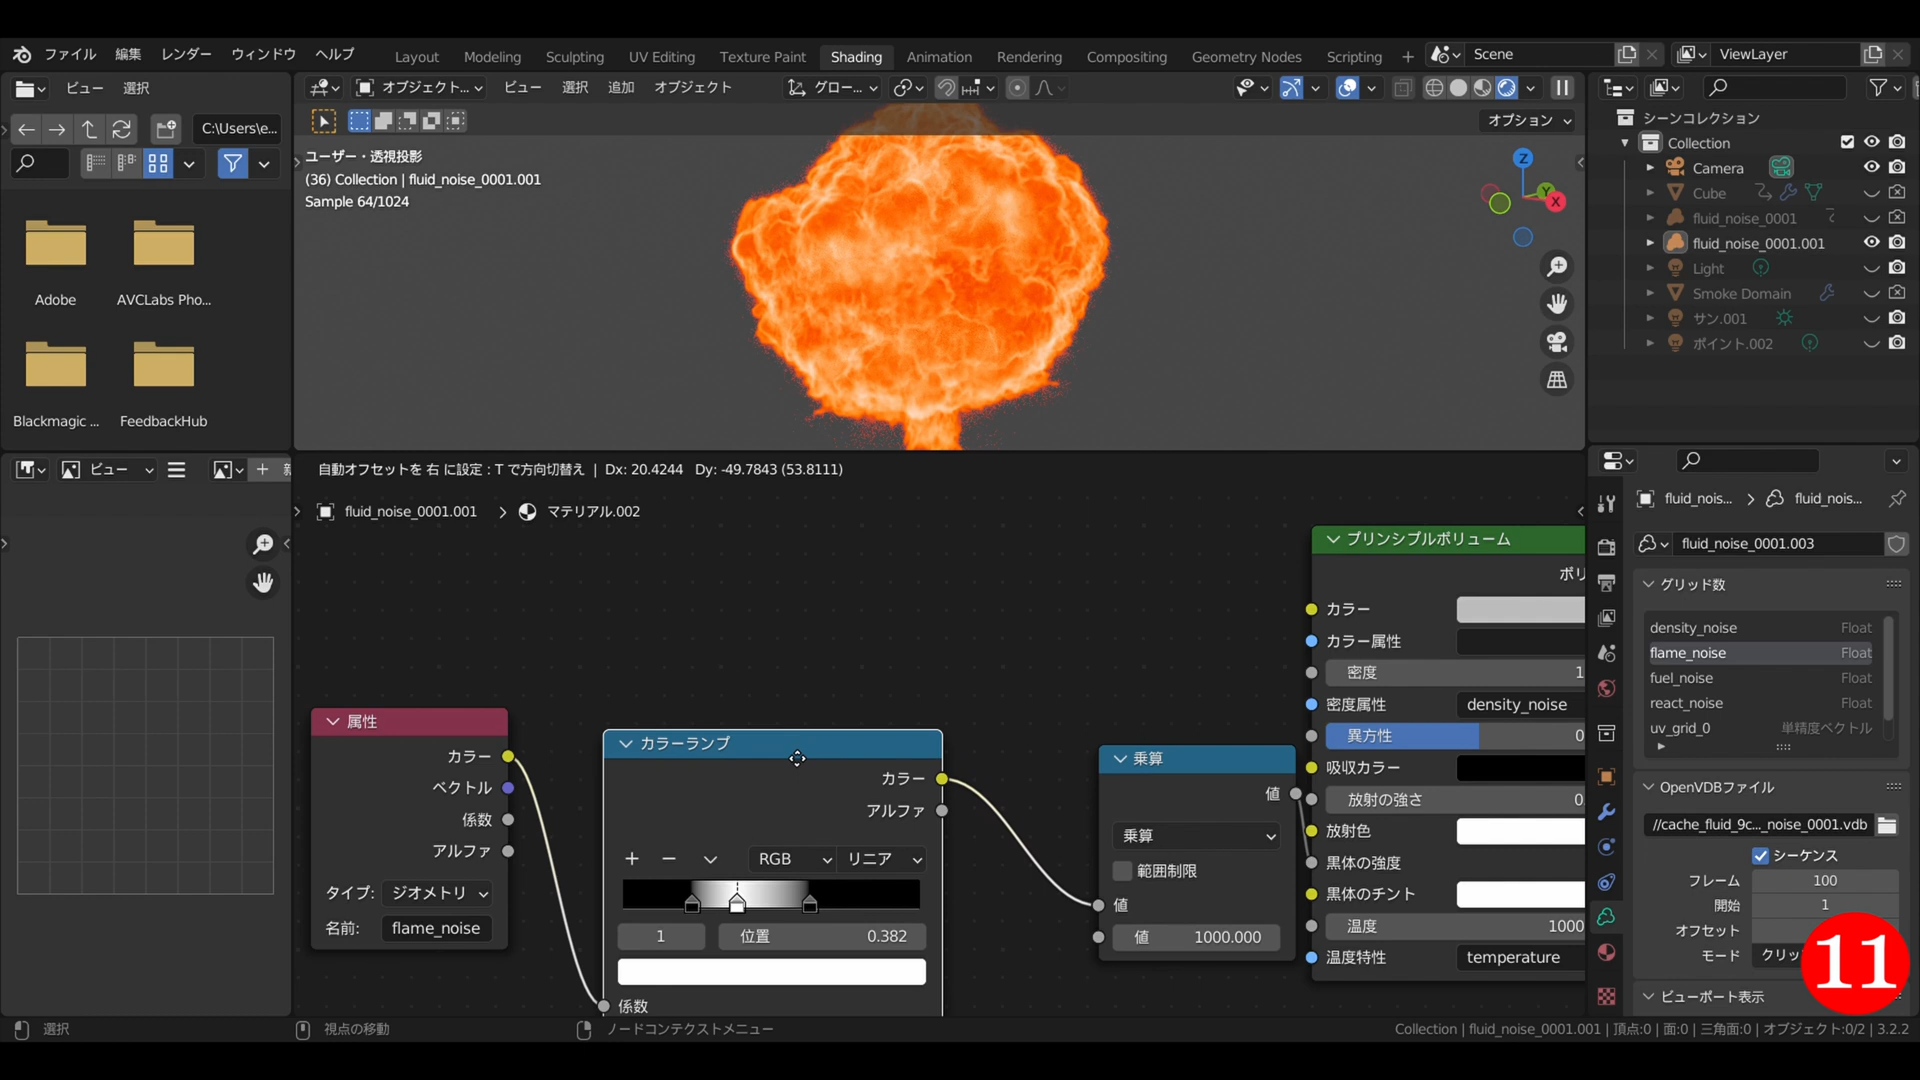 ファイル 編集 レンダー ウィンドウ ヘルプ Layout Modeling Sculpting UV Editing Texture Paint Shading Animation Rendering Compositing Geometry Nodes Scripting + Scene ViewLayer
ビュー 選択
オブジェクト... ビュー 選択 追加 オブジェクト グロー...
C:\Users\e...
オプション
Adobe
AVCLabs Pho...
Blackmagic ...
FeedbackHub
ユーザー・透視投影
(36) Collection | fluid_noise_0001.001
Sample 64/1024
Z
Y
X
シーンコレクション
Collection
Camera
Cube
fluid_noise_0001
fluid_noise_0001.001
Light
Smoke Domain
サン.001
ポイント.002
ビュー
自動オフセットを 右 に設定 : T で方向切替え | Dx: 20.4244 Dy: -49.7843 (53.8111)
fluid_noise_0001.001 > マテリアル.002
属性
カラー
ベクトル
係数
アルファ
タイプ: ジオメトリ
名前: flame_noise
カラーランプ
カラー
アルファ
RGB リニア
1 位置 0.382
係数
乗算
値
乗算
範囲制限
値
値 1000.000
プリンシプルボリューム
ボリ
カラー
カラー属性
密度 1
密度属性 density_noise
異方性 0
吸収カラー
放射の強さ 0.
放射色
黒体の強度
黒体のチント
温度 1000
温度特性 temperature
fluid_nois... > fluid_nois...
fluid_noise_0001.003
グリッド数
density_noise Float
flame_noise Float
fuel_noise Float
react_noise Float
uv_grid_0 単精度ベクトル
OpenVDBファイル
//cache_fluid_9c..._noise_0001.vdb
シーケンス
フレーム 100
開始 1
オフセット
モード クリッ
ビューポート表示
11
選択 視点の移動 ノードコンテクストメニュー Collection | fluid_noise_0001.001 | 頂点:0 | 面:0 | 三角面:0 | オブジェクト:0/2 | 3.2.2